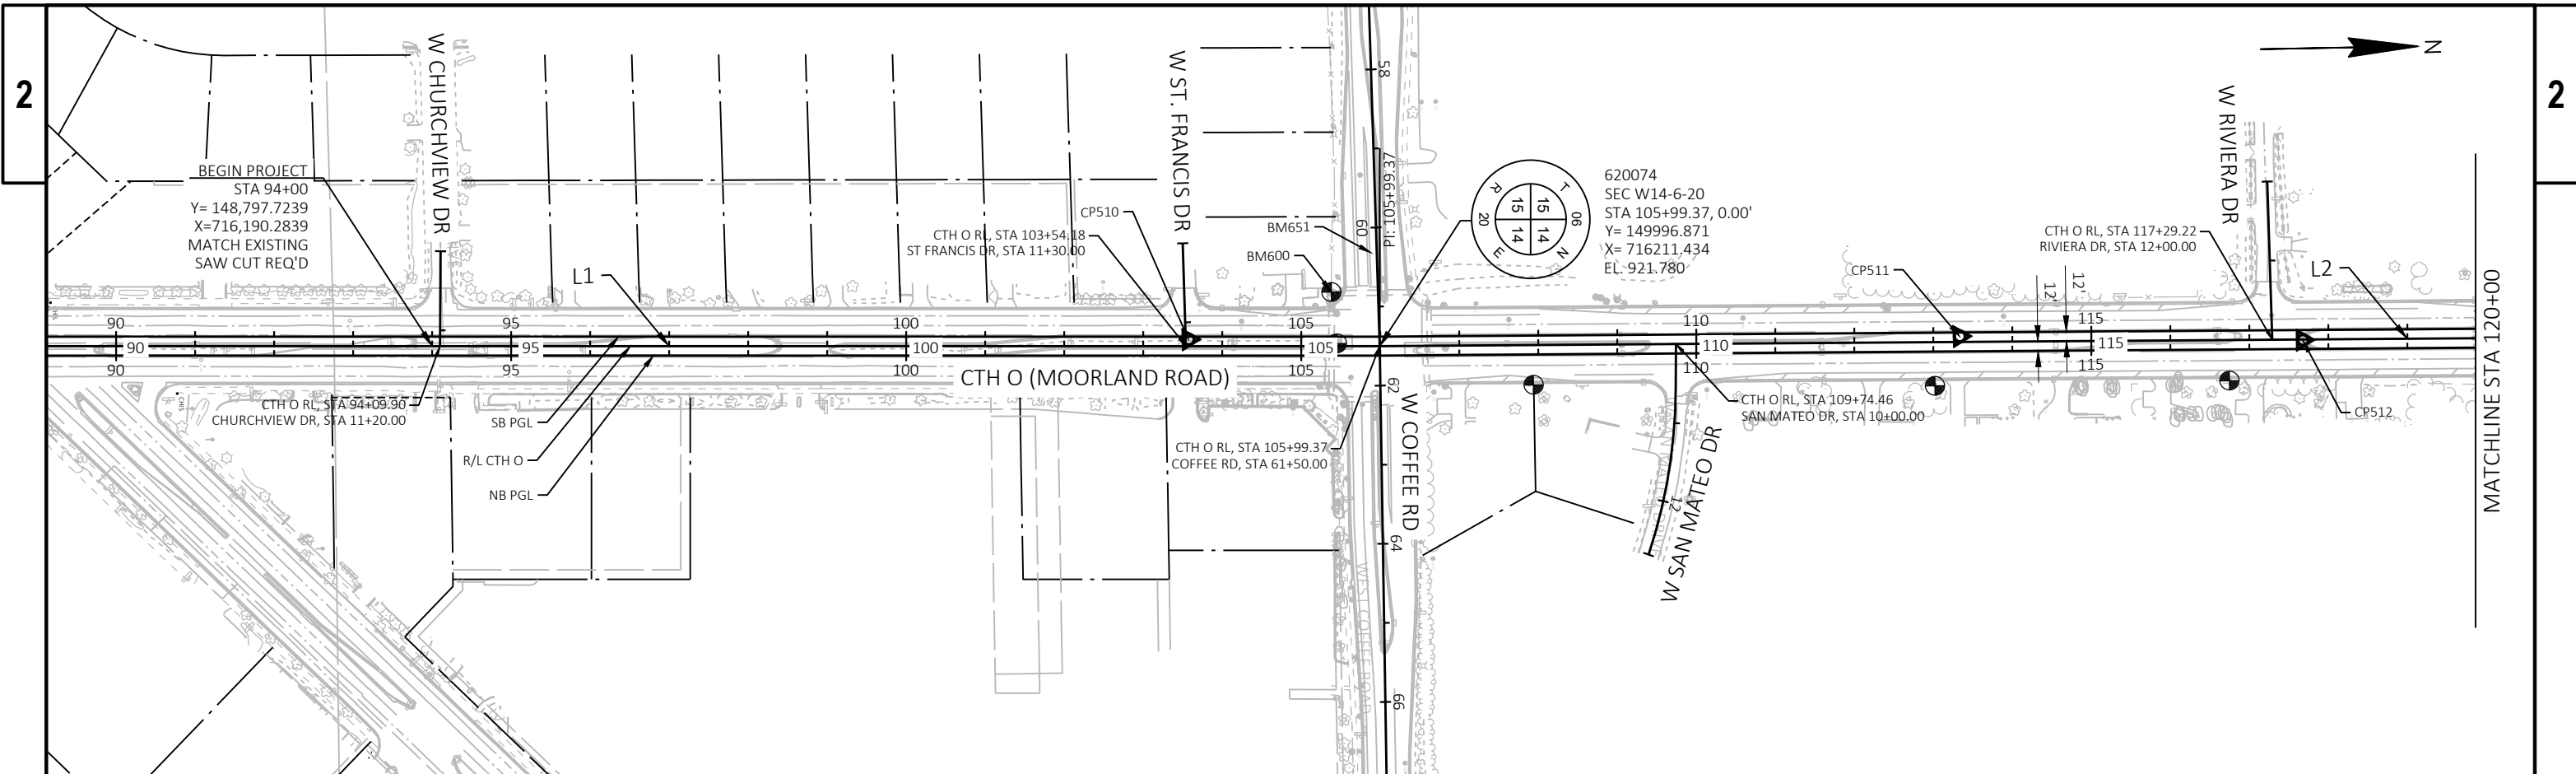 2
2
N
W CHURCHVIEW DR
W ST. FRANCIS DR
W RIVIERA DR
58
BEGIN PROJECT
STA 94+00
Y= 148,797.7239
X=716,190.2839
MATCH EXISTING
SAW CUT REQ'D
L1
CP510
CTH O RL, STA 103+54.18
ST FRANCIS DR, STA 11+30.00
BM651
BM600
PI: 105+99.37
60
T
R
15
15
06
20
14
14
E
N
620074
SEC W14-6-20
STA 105+99.37, 0.00'
Y= 149996.871
X= 716211.434
EL. 921.780
CP511
12'
12'
CTH O RL, STA 117+29.22
RIVIERA DR, STA 12+00.00
L2
MATCHLINE STA 120+00
90
95
100
105
110
115
90
95
100
105
110
115
90
95
100
105
110
115
CTH O (MOORLAND ROAD)
CTH O RL, STA 94+09.90
CHURCHVIEW DR, STA 11+20.00
SB PGL
R/L CTH O
NB PGL
CTH O RL, STA 105+99.37
COFFEE RD, STA 61+50.00
62
W COFFEE RD
64
66
WEST COFFEE ROAD
CTH O RL, STA 109+74.46
SAN MATEO DR, STA 10+00.00
12
W SAN MATEO DR
CP512